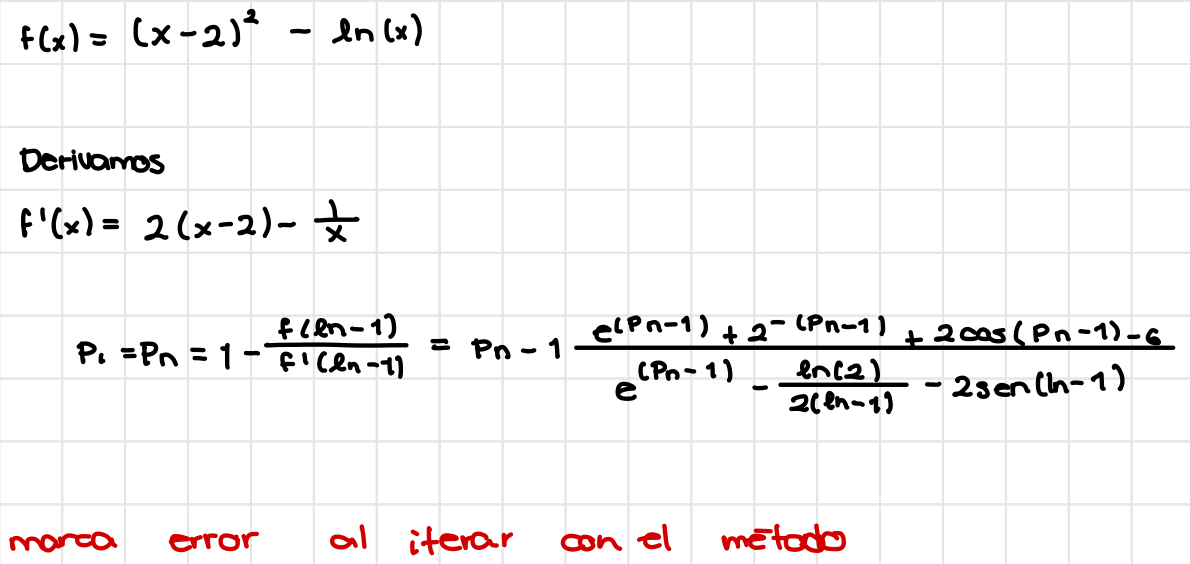 f(x) = (x-2)² - ln(x)
Derivamos
f'(x) = 2(x-2) - 1/x
P₁ = Pn = 1 - f(ln-1)/f'(ln-1) = Pn-1 (e^(Pn-1) + 2^-(Pn-1) + 2cos(Pn-1) - 6)/(e^(Pn-1) - ln(2)/2(ln-1) - 2sen(ln-1))
marca error al iterar con el método